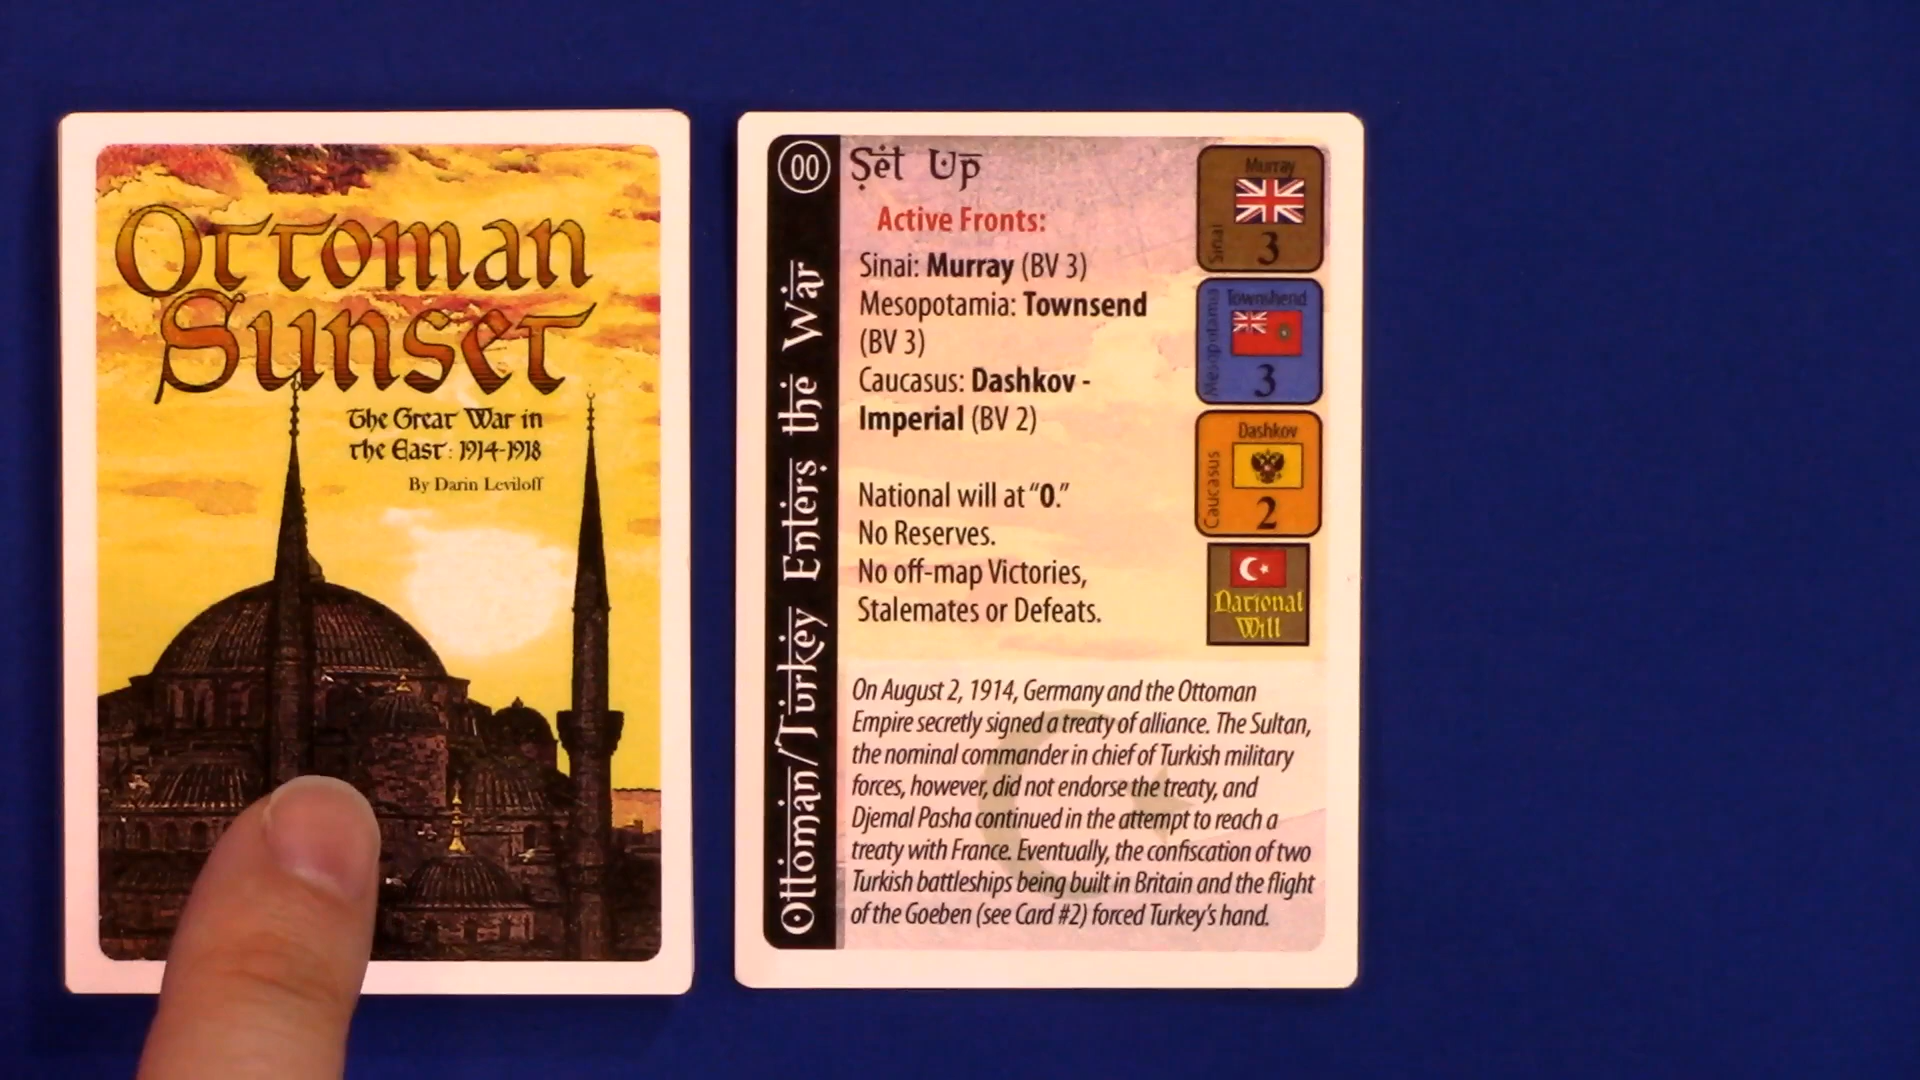 Ottoman
Sunset
The Great War in
the East: 1914-1918
By Darin Leviloff
00
Ottoman/Turkey Enters the War
Set Up
Active Fronts:
Sinai: Murray (BV 3)
Mesopotamia: Townsend
(BV 3)
Caucasus: Dashkov -
Imperial (BV 2)
National will at “0.”
No Reserves.
No off-map Victories,
Stalemates or Defeats.
Murray
Sinai
3
Townshend
Mesopotamia
3
Dashkov
Caucasus
2
National
Will
On August 2, 1914, Germany and the Ottoman
Empire secretly signed a treaty of alliance. The Sultan,
the nominal commander in chief of Turkish military
forces, however, did not endorse the treaty, and
Djemal Pasha continued in the attempt to reach a
treaty with France. Eventually, the confiscation of two
Turkish battleships being built in Britain and the flight
of the Goeben (see Card #2) forced Turkey's hand.